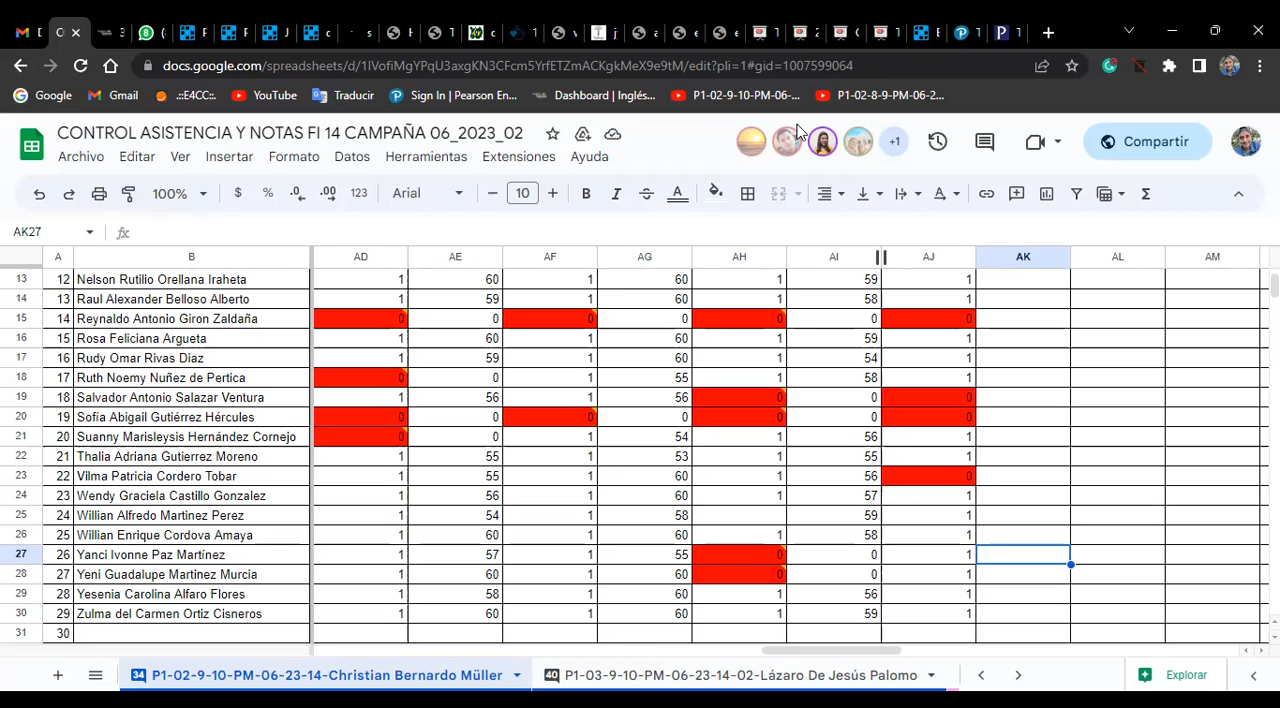 docs.google.com/spreadsheets/d/1IVofiMgYPqU3axgKN3CFcm5YrfETZmACKgkMeX9e9tM/edit?pli=1#gid=1007599064
Google Gmail .::E4CC::. YouTube Traducir Sign In | Pearson En... Dashboard | Inglés... P1-02-9-10-PM-06-... P1-02-8-9-PM-06-2...
CONTROL ASISTENCIA Y NOTAS FI 14 CAMPAÑA 06_2023_02
+1 Compartir
Archivo Editar Ver Insertar Formato Datos Herramientas Extensiones Ayuda
100% $ % .0 .00 123 Arial 10 B I A
AK27 fx
A B AD AE AF AG AH AI AJ AK AL AM
13 12 Nelson Rutilio Orellana Iraheta 1 60 1 60 1 59 1
14 13 Raul Alexander Belloso Alberto 1 59 1 60 1 58 1
15 14 Reynaldo Antonio Giron Zaldaña 0 0 0 0 0 0 0
16 15 Rosa Feliciana Argueta 1 60 1 60 1 59 1
17 16 Rudy Omar Rivas Diaz 1 59 1 60 1 54 1
18 17 Ruth Noemy Nuñez de Pertica 0 0 1 55 1 58 1
19 18 Salvador Antonio Salazar Ventura 1 56 1 56 0 0 0
20 19 Sofía Abigail Gutiérrez Hércules 0 0 0 0 0 0 0
21 20 Suanny Marisleysis Hernández Cornejo 0 0 1 54 1 56 1
22 21 Thalia Adriana Gutierrez Moreno 1 55 1 53 1 55 1
23 22 Vilma Patricia Cordero Tobar 1 55 1 60 1 56 0
24 23 Wendy Graciela Castillo Gonzalez 1 56 1 60 1 57 1
25 24 Willian Alfredo Martinez Perez 1 54 1 58 59 1
26 25 Willian Enrique Cordova Amaya 1 60 1 60 1 58 1
27 26 Yanci Ivonne Paz Martínez 1 57 1 55 0 0 1
28 27 Yeni Guadalupe Martinez Murcia 1 60 1 60 0 0 1
29 28 Yesenia Carolina Alfaro Flores 1 58 1 60 1 56 1
30 29 Zulma del Carmen Ortiz Cisneros 1 60 1 60 1 59 1
31 30
34 P1-02-9-10-PM-06-23-14-Christian Bernardo Müller 40 P1-03-9-10-PM-06-23-14-02-Lázaro De Jesús Palomo Explorar